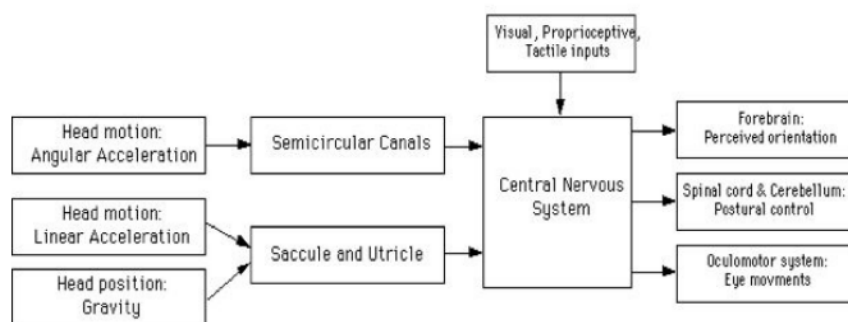 Visual, Proprioceptive,
Tactile inputs
Head motion:
Angular Acceleration
Semicircular Canals
Central Nervous
System
Forebrain:
Perceived orientation
Head motion:
Linear Acceleration
Saccule and Utricle
Spinal cord & Cerebellum:
Postural control
Head position:
Gravity
Oculomotor system:
Eye movments